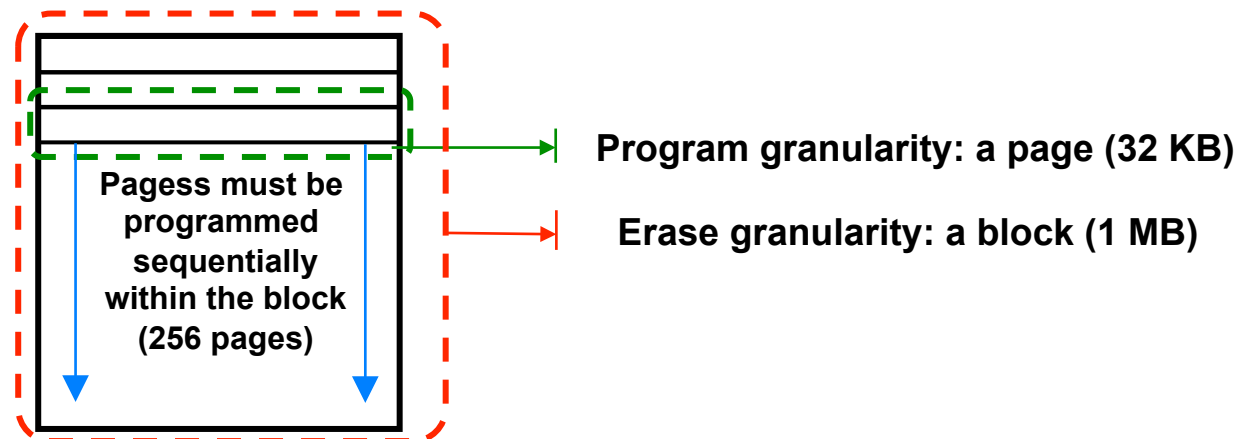 Program granularity: a page (32 KB)
Pagess must be
programmed
sequentially
within the block
(256 pages)
Erase granularity: a block (1 MB)